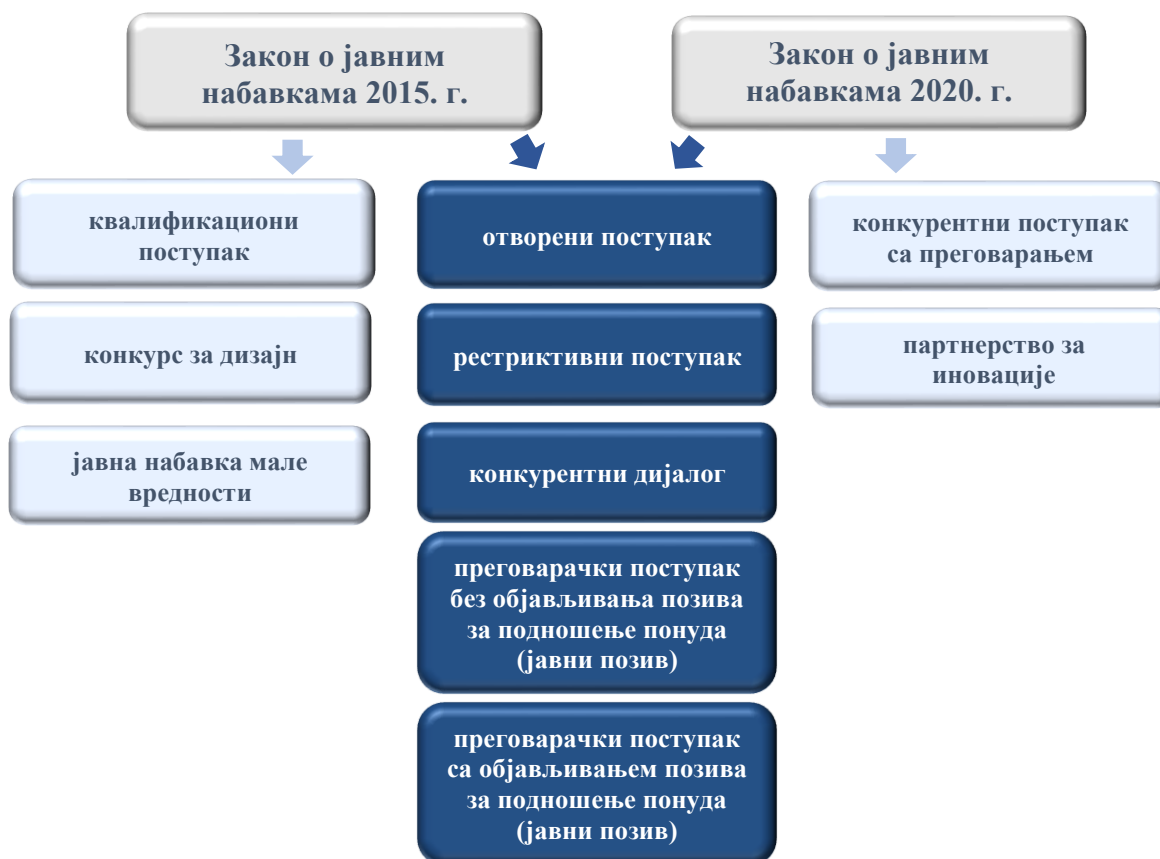 Закон о јавним
набавкама 2015. г.
Закон о јавним
набавкама 2020. г.
квалификациони
поступак
конкурс за дизајн
јавна набавка мале
вредности
отворени поступак
рестриктивни поступак
конкурентни дијалог
преговарачки поступак
без објављивања позива
за подношење понуда
(јавни позив)
преговарачки поступак
са објављивањем позива
за подношење понуда
(јавни позив)
конкурентни поступак
са преговарањем
партнерство за
иновације